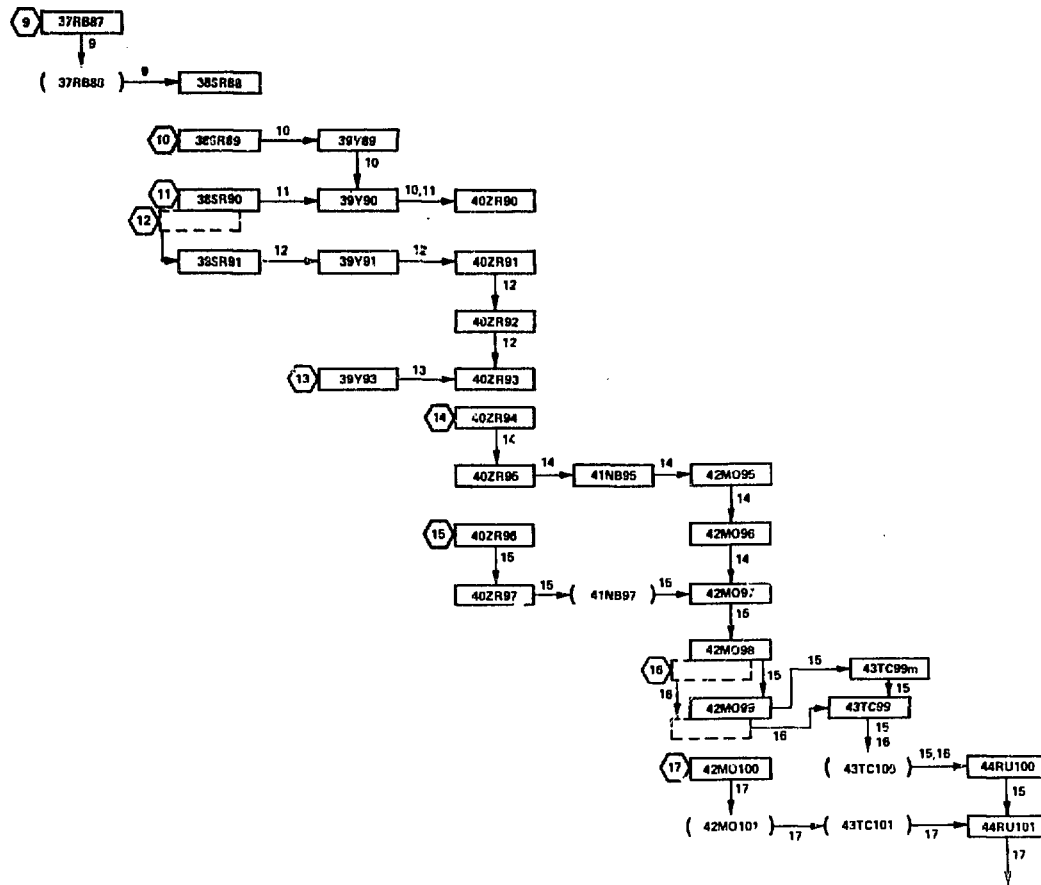 9 37RB87
9
( 37RB88 ) 9 38SR88
10 38SR89 10 39Y89
10
11 38SR90 11 39Y90 10,11 40ZR90
12
38SR91 12 39Y91 12 40ZR91
12
40ZR92
12
13 39Y93 13 40ZR93
14 40ZR94
14
40ZR95 14 41NB95 14 42MO95
14
15 40ZR96 42MO96
15 14
40ZR97 15 ( 41NB97 ) 15 42MO97
15
42MO98
16 15 15 43TC99m
16 15
42MO99 43TC99
16 15
16
17 42MO100 ( 43TC100 ) 15,16 44RU100
17 15
( 42MO101 ) 17 ( 43TC101 ) 17 44RU101
17